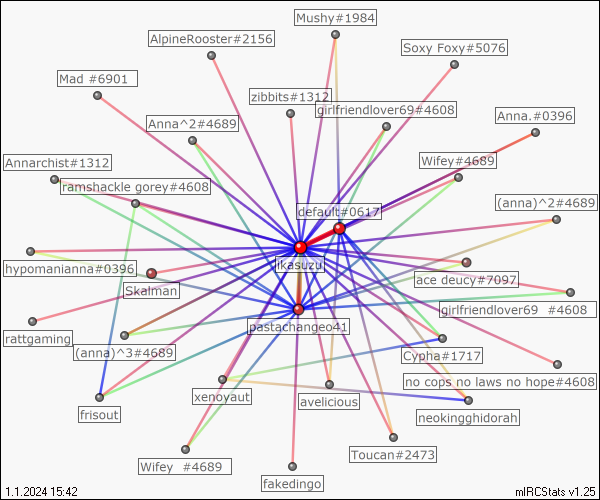 Mushy#1984
AlpineRooster#2156
Soxy Foxy#5076
Mad #6901
zibbits#1312
girlfriendlover69#4608
Anna.#0396
Anna^2#4689
Annarchist#1312
Wifey#4689
ramshackle gorey#4608
(anna)^2#4689
default#0617
ikasuzu
hypomanianna#0396
ace deucy#7097
Skalman
girlfriendlover69 #4608
pastachangeo41
rattgaming
(anna)^3#4689
Cypha#1717
no cops no laws no hope#4608
xenoyaut
avelicious
frisout
neokingghidorah
Toucan#2473
Wifey #4689
fakedingo
1.1.2024 15:42
mIRCStats v1.25